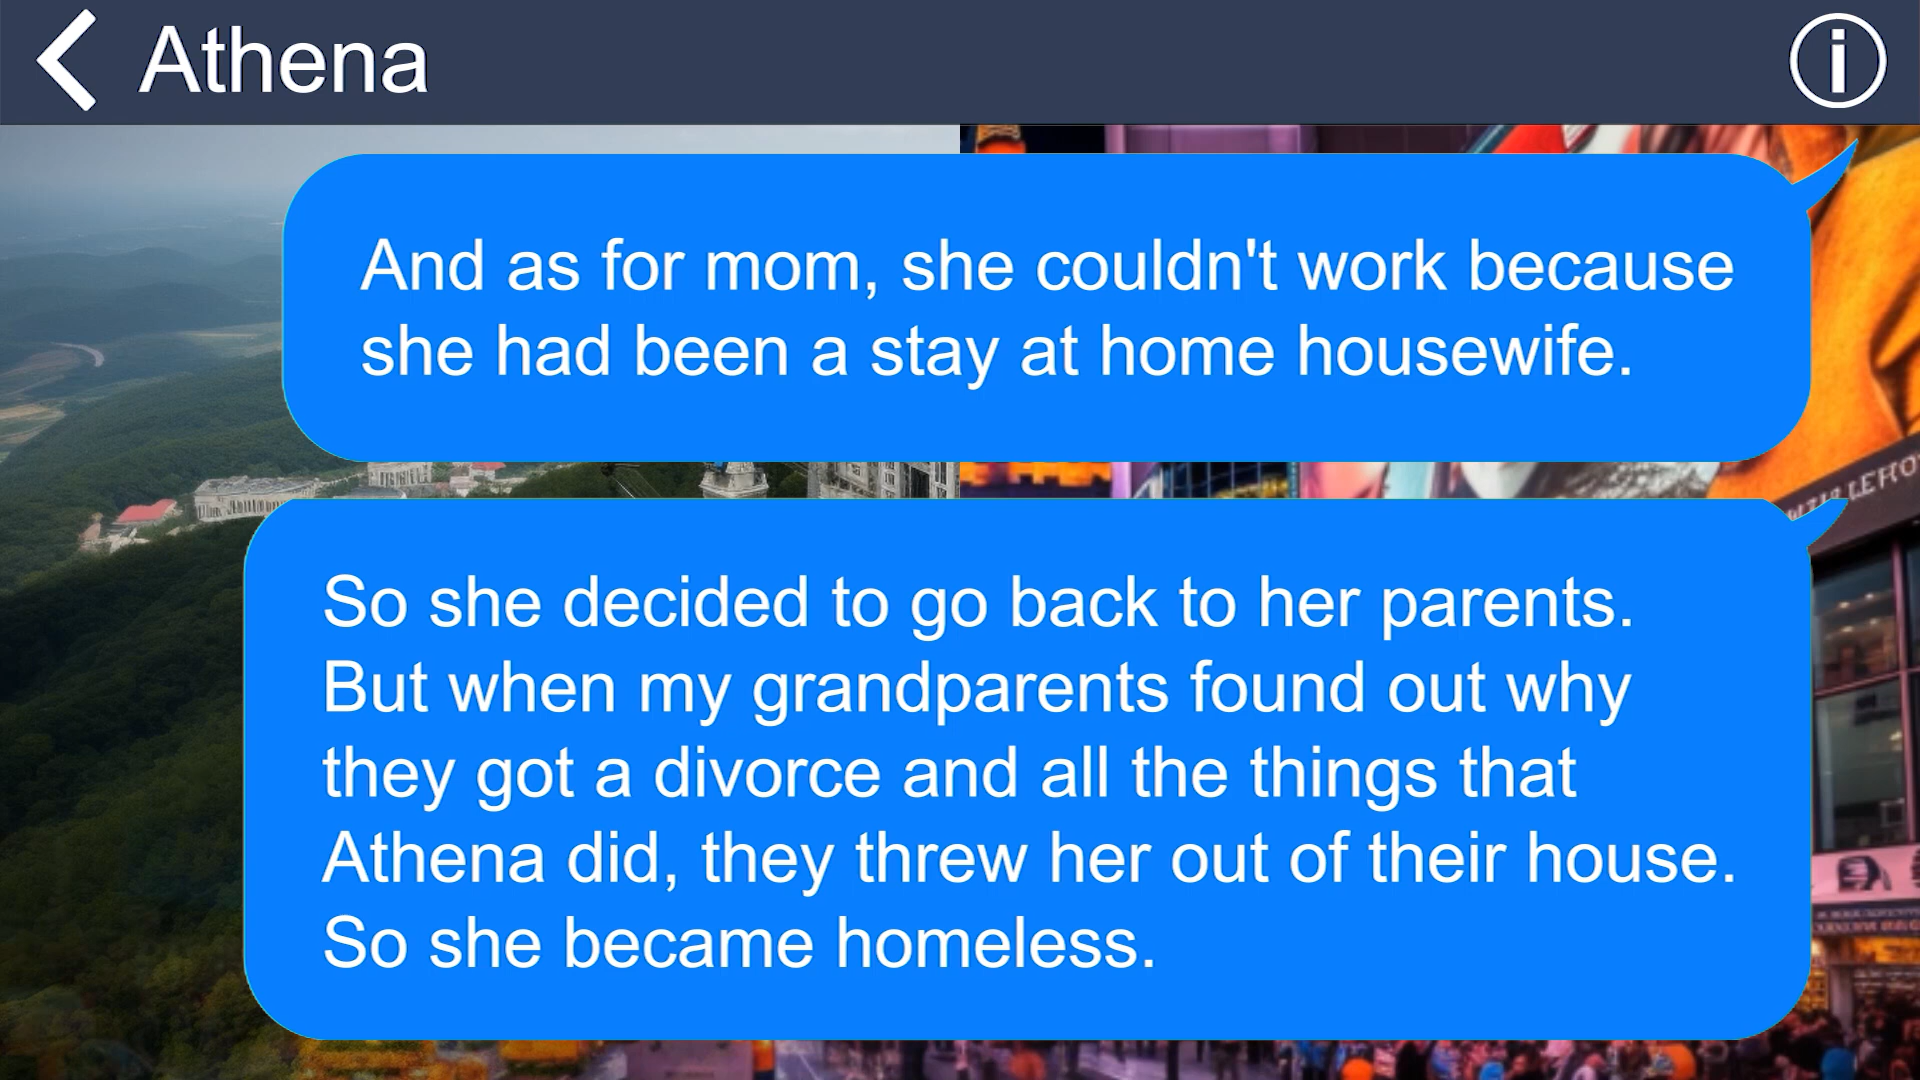 Athena
And as for mom, she couldn't work because
she had been a stay at home housewife.
So she decided to go back to her parents.
But when my grandparents found out why
they got a divorce and all the things that
Athena did, they threw her out of their house.
So she became homeless.